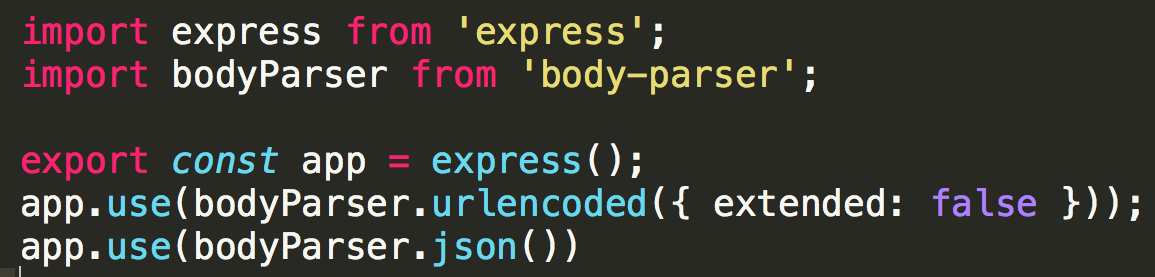 import express from 'express';
import bodyParser from 'body-parser';
export const app = express();
app.use(bodyParser.urlencoded({ extended: false }));
app.use(bodyParser.json())